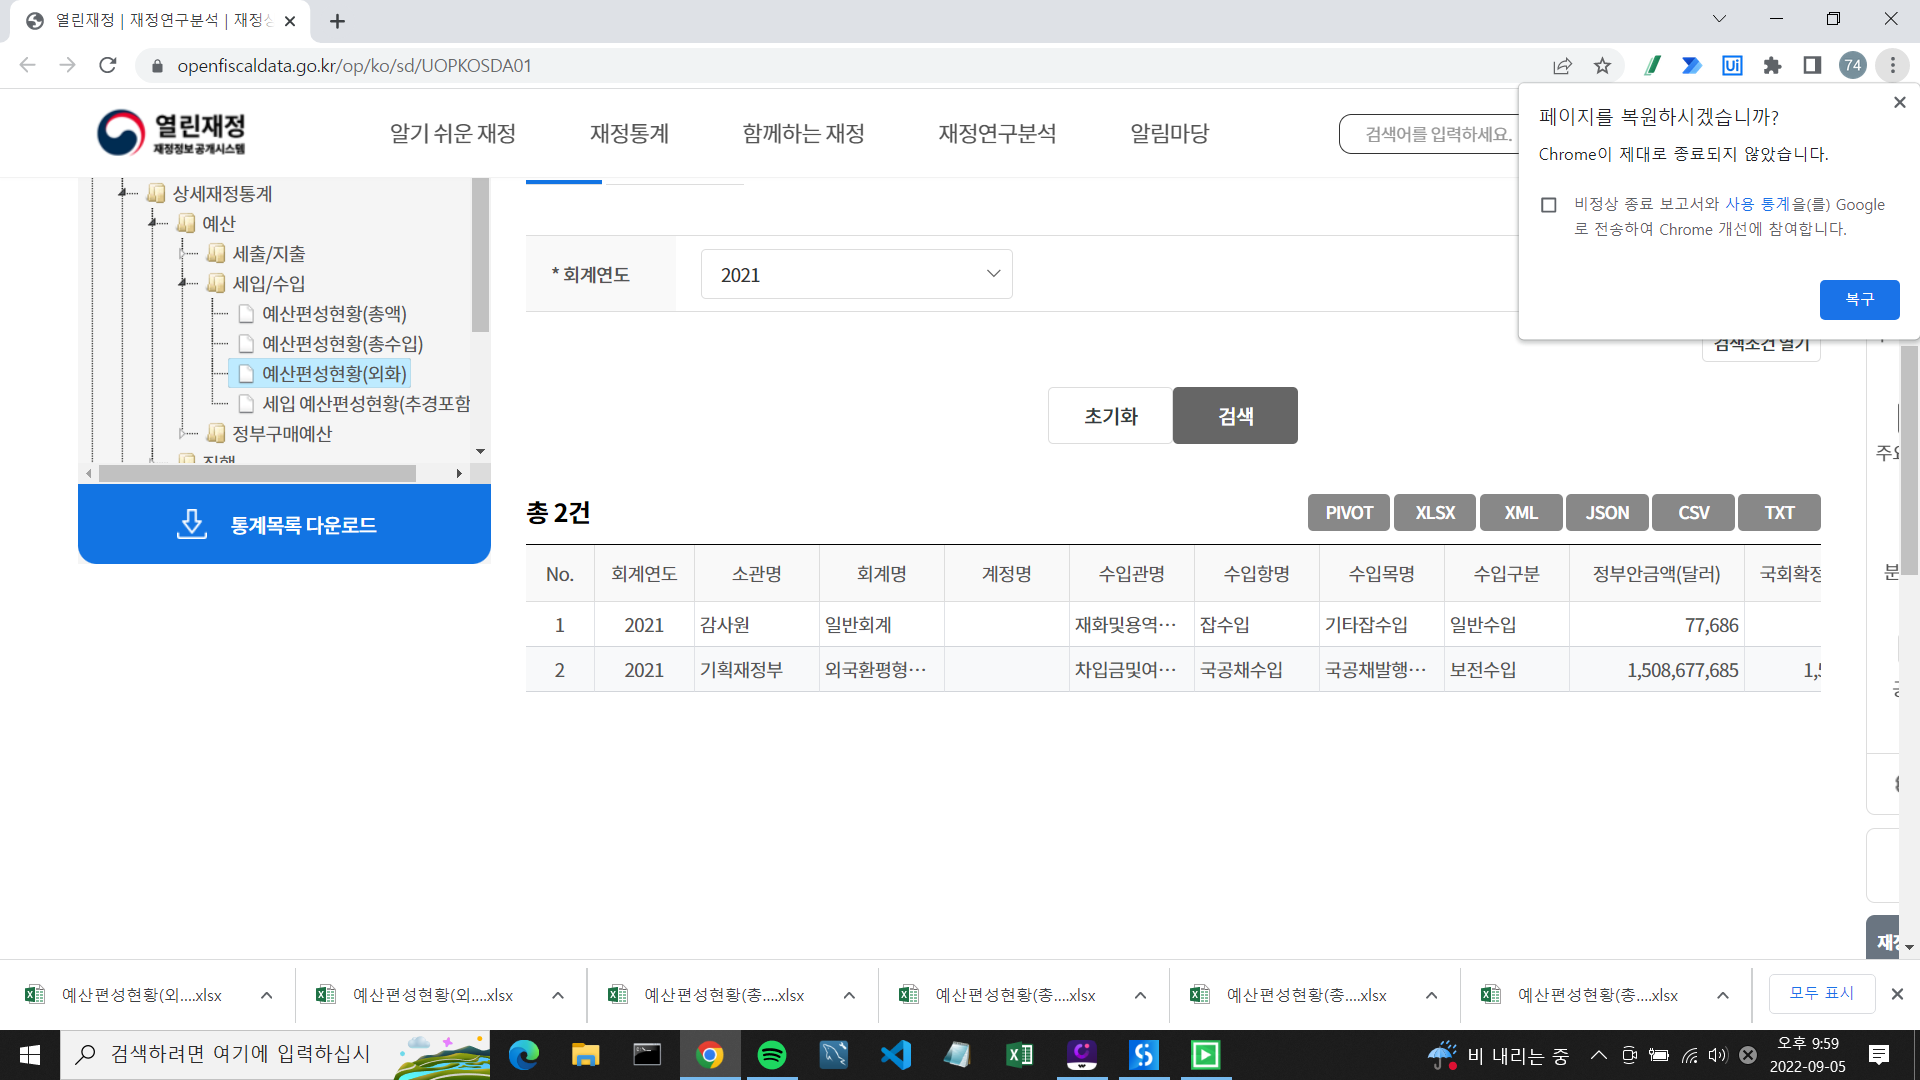 열린재정 | 재정연구분석 | 재정상
openfiscaldata.go.kr/op/ko/sd/UOPKOSDA01
74
열린재정
재정정보공개시스템
알기 쉬운 재정
재정통계
함께하는 재정
재정연구분석
알림마당
검색어를 입력하세요.
페이지를 복원하시겠습니까?
Chrome이 제대로 종료되지 않았습니다.
비정상 종료 보고서와 사용 통계을(를) Google
로 전송하여 Chrome 개선에 참여합니다.
복구
상세재정통계
예산
세출/지출
세입/수입
예산편성현황(총액)
예산편성현황(총수입)
예산편성현황(외화)
세입 예산편성현황(추경포함
정부구매예산
집행
통계목록 다운로드
* 회계연도
2021
검색조건 열기
초기화
검색
총 2건
PIVOT XLSX XML JSON CSV TXT
No. 회계연도 소관명 회계명 계정명 수입관명 수입항명 수입목명 수입구분 정부안금액(달러) 국회확정
1 2021 감사원 일반회계 재화및용역… 잡수입 기타잡수입 일반수입 77,686
2 2021 기획재정부 외국환평형… 차입금및여… 국공채수입 국공채발행… 보전수입 1,508,677,685 1,5
주요
분
재정
예산편성현황(외....xlsx
예산편성현황(외....xlsx
예산편성현황(총....xlsx
예산편성현황(총....xlsx
예산편성현황(총....xlsx
예산편성현황(총....xlsx
모두 표시
검색하려면 여기에 입력하십시
비 내리는 중
오후 9:59
2022-09-05